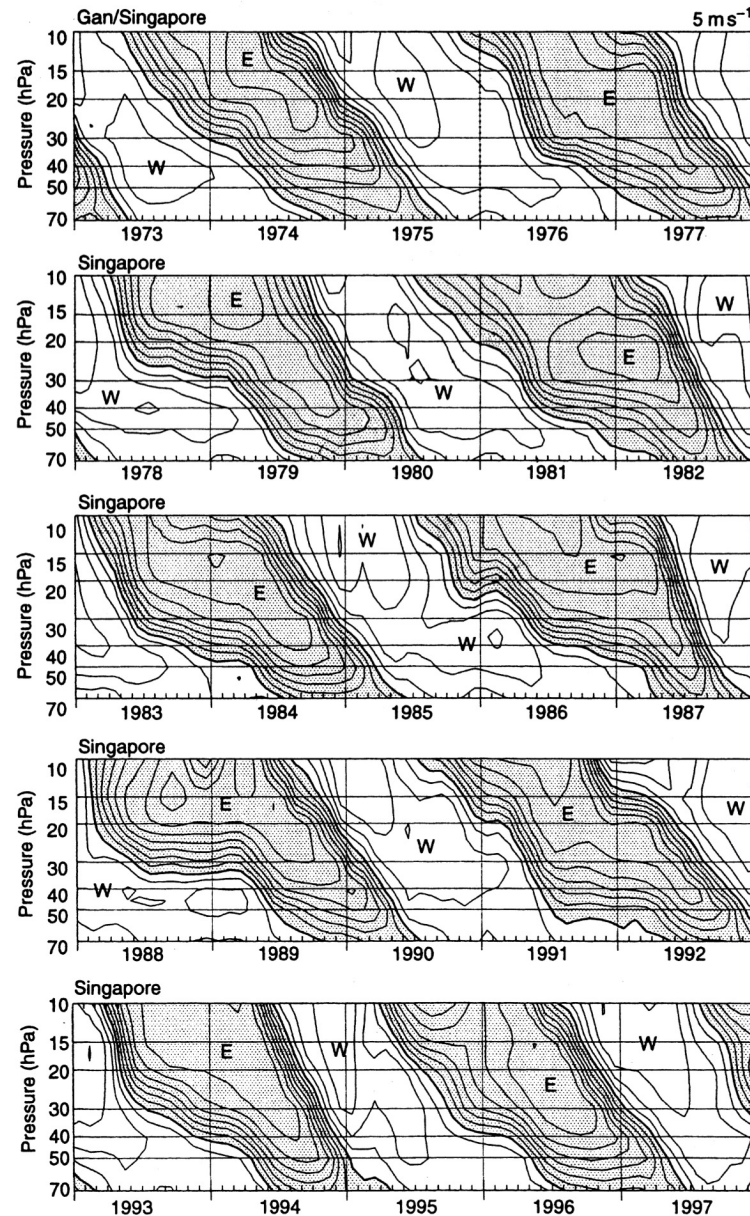 Gan/Singapore 5 m s⁻¹
Pressure (hPa)
10
15
20
30
40
50
70
E
W
W
E
1973 1974 1975 1976 1977
Singapore
Pressure (hPa)
10
15
20
30
40
50
70
E
W
W
W
E
1978 1979 1980 1981 1982
Singapore
Pressure (hPa)
10
15
20
30
40
50
70
W
E
W
E
W
1983 1984 1985 1986 1987
Singapore
Pressure (hPa)
10
15
20
30
40
50
70
W
E
W
E
W
1988 1989 1990 1991 1992
Singapore
Pressure (hPa)
10
15
20
30
40
50
70
E
W
E
W
1993 1994 1995 1996 1997